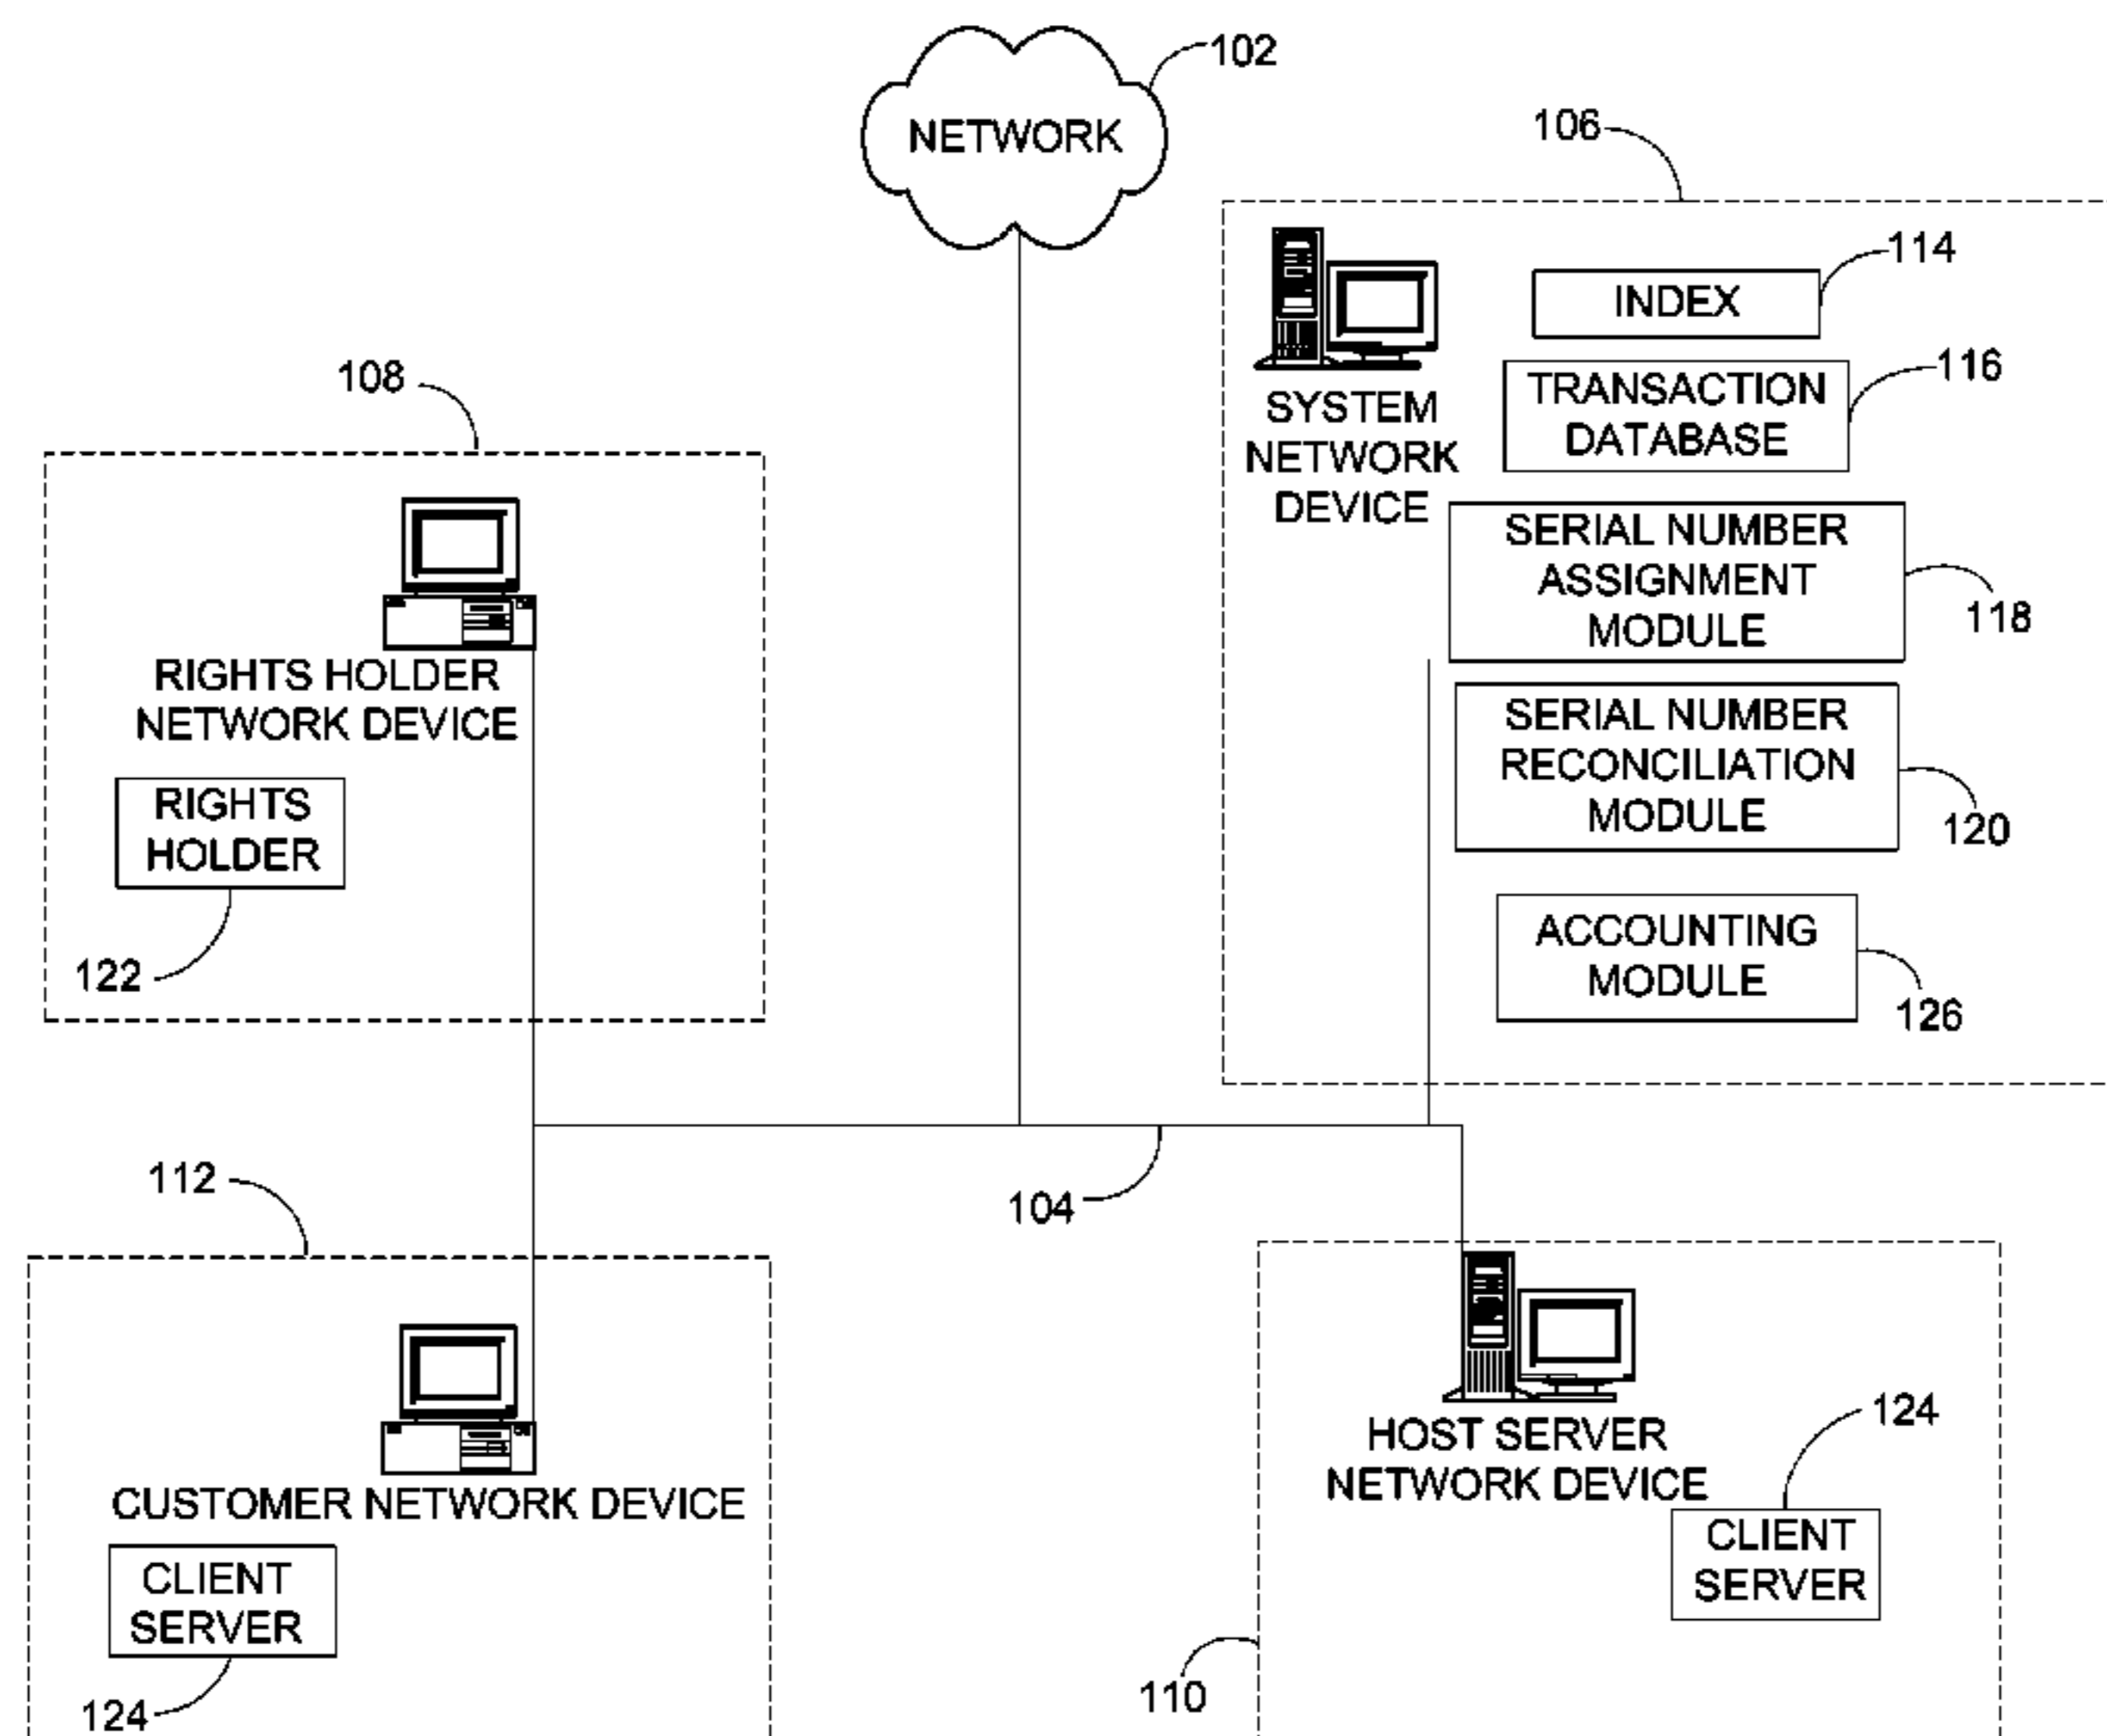 102
NETWORK
106
114
INDEX
116
TRANSACTION
DATABASE
SYSTEM
NETWORK
DEVICE
SERIAL NUMBER
ASSIGNMENT
MODULE
118
SERIAL NUMBER
RECONCILIATION
MODULE
120
ACCOUNTING
MODULE
126
108
RIGHTS HOLDER
NETWORK DEVICE
RIGHTS
HOLDER
122
104
112
CUSTOMER NETWORK DEVICE
CLIENT
SERVER
124
HOST SERVER
NETWORK DEVICE
124
CLIENT
SERVER
110